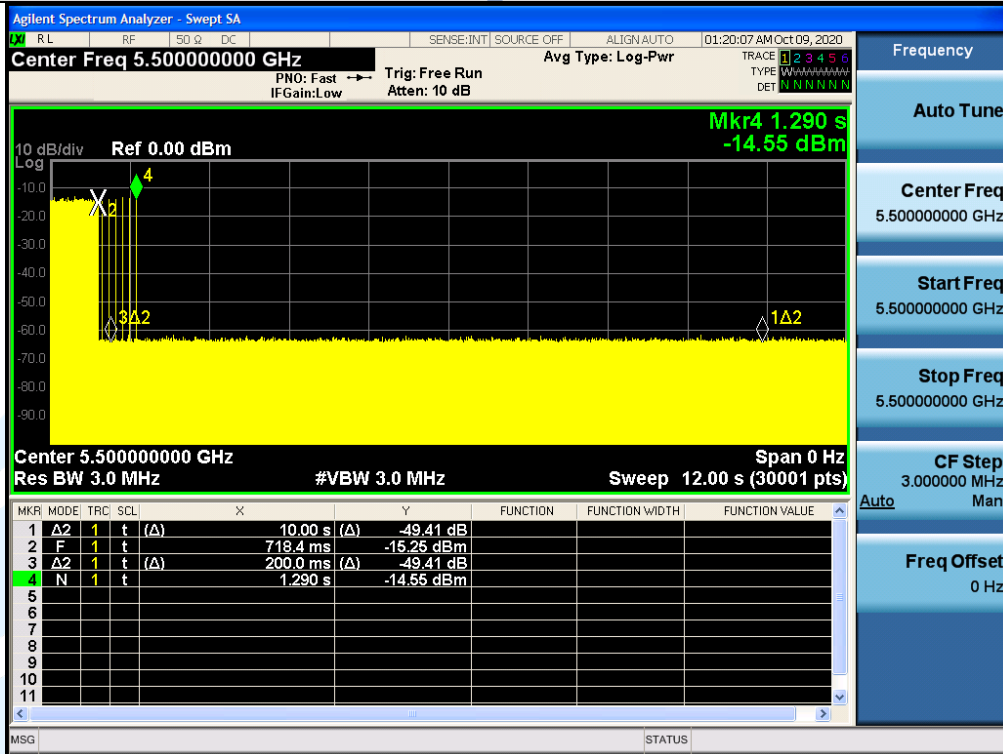 Agilent Spectrum Analyzer - Swept SA
LXI RL RF 50 Ω DC SENSE:INT SOURCE OFF ALIGN AUTO 01:20:07 AM Oct 09, 2020
Center Freq 5.500000000 GHz
PNO: Fast
IFGain:Low
Trig: Free Run
Atten: 10 dB
Avg Type: Log-Pwr
TRACE 1 2 3 4 5 6
TYPE W
DET N N N N N N
Mkr4 1.290 s
-14.55 dBm
10 dB/div Ref 0.00 dBm
Log
-10.0
-20.0
-30.0
-40.0
-50.0
-60.0
-70.0
-80.0
-90.0
4
2
3Δ2
1Δ2
Center 5.500000000 GHz Span 0 Hz
Res BW 3.0 MHz #VBW 3.0 MHz Sweep 12.00 s (30001 pts)
MKR MODE TRC SCL X Y FUNCTION FUNCTION WIDTH FUNCTION VALUE
1 Δ2 1 t (Δ) 10.00 s (Δ) -49.41 dB
2 F 1 t 718.4 ms -15.25 dBm
3 Δ2 1 t (Δ) 200.0 ms (Δ) -49.41 dB
4 N 1 t 1.290 s -14.55 dBm
5
6
7
8
9
10
11
MSG STATUS
Frequency
Auto Tune
Center Freq
5.500000000 GHz
Start Freq
5.500000000 GHz
Stop Freq
5.500000000 GHz
CF Step
3.000000 MHz
Auto Man
Freq Offset
0 Hz